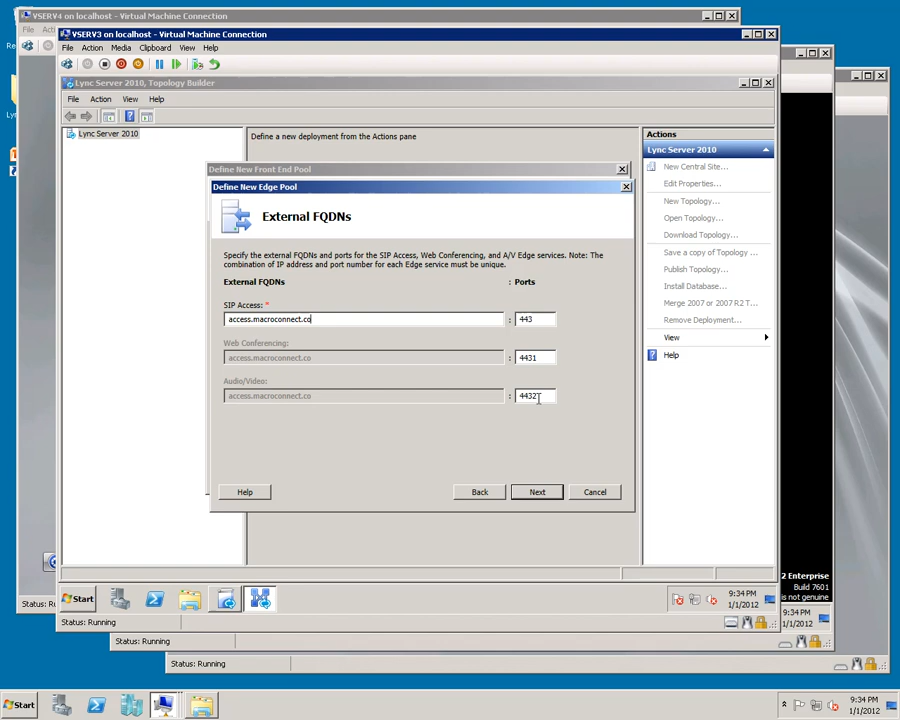 VSERV4 on localhost - Virtual Machine Connection
File
VSERV3 on localhost - Virtual Machine Connection
File Action Media Clipboard View Help
Lync Server 2010, Topology Builder
File Action View Help
Lync Server 2010
Define a new deployment from the Actions pane
Actions
Lync Server 2010
New Central Site...
Edit Properties...
New Topology...
Open Topology...
Download Topology...
Save a copy of Topology ...
Publish Topology...
Install Database...
Merge 2007 or 2007 R2 T...
Remove Deployment...
View
Help
Define New Front End Pool
Define New Edge Pool
External FQDNs
Specify the external FQDNs and ports for the SIP Access, Web Conferencing, and A/V Edge services. Note: The
combination of IP address and port number for each Edge service must be unique.
External FQDNs : Ports
SIP Access: *
access.macroconnect.co : 443
Web Conferencing:
access.macroconnect.co : 4431
Audio/Video:
access.macroconnect.co : 4432
Help Back Next Cancel
2 Enterprise
Build 7601
is not genuine
Start
9:34 PM
1/1/2012
9:34 PM
1/1/2012
Status: Running
Status: Running
Status: Running
Start
9:34 PM
1/1/2012